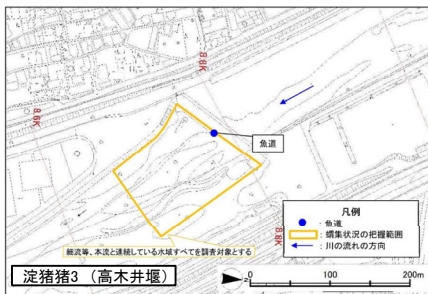 8.8K
8.6K
魚道
凡例
: 魚道
: 蝟集状況の把握範囲
: 川の流れの方向
8.8K
細流等、本流と連続している水域すべてを調査対象とする
淀猪猪3 (高木井堰)
0 50 100 200m